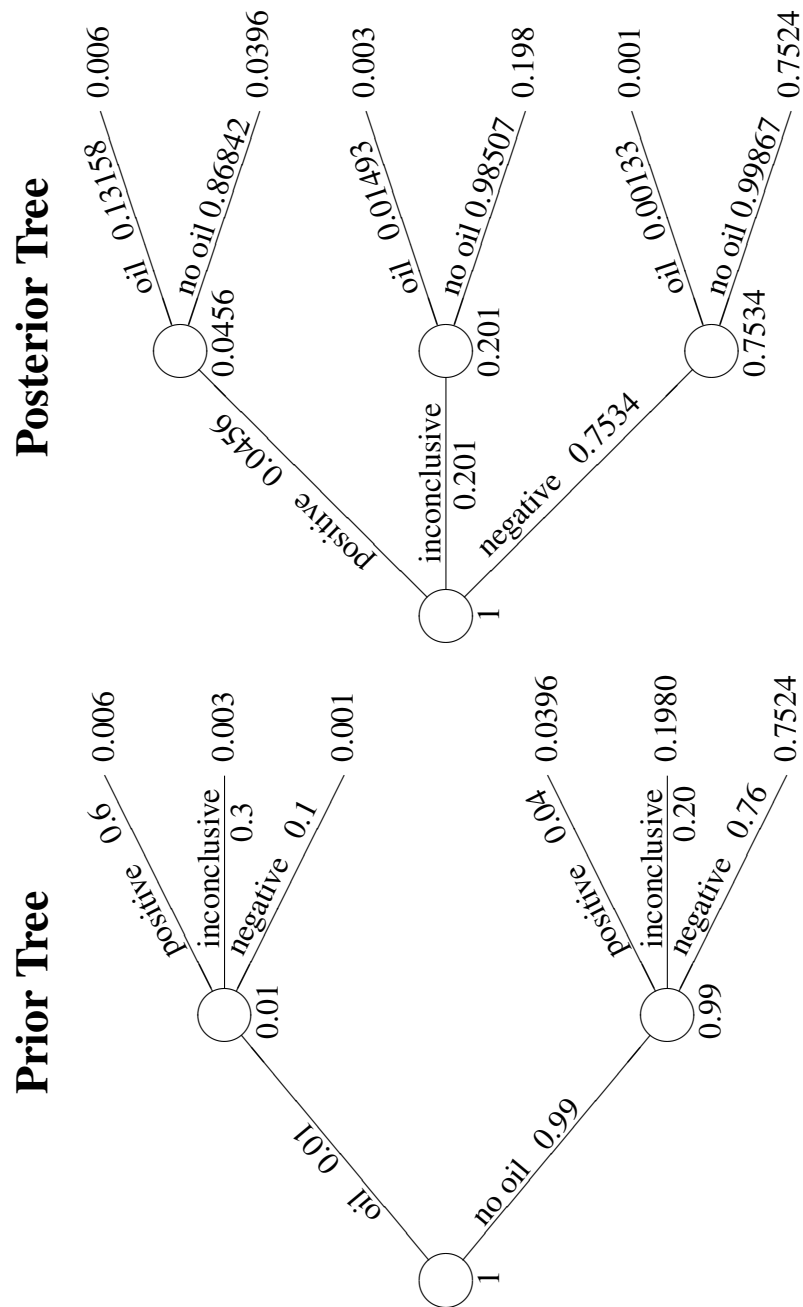 Prior Tree
1
oil 0.01
no oil 0.99
0.01
positive 0.6
inconclusive
0.3
negative 0.1
0.006
0.003
0.001
0.99
positive 0.04
inconclusive
0.20
negative 0.76
0.0396
0.1980
0.7524
Posterior Tree
1
positive 0.0456
inconclusive
0.201
negative 0.7534
0.0456
oil 0.13158
no oil 0.86842
0.006
0.0396
0.201
oil 0.01493
no oil 0.98507
0.003
0.198
0.7534
oil 0.00133
no oil 0.99867
0.001
0.7524